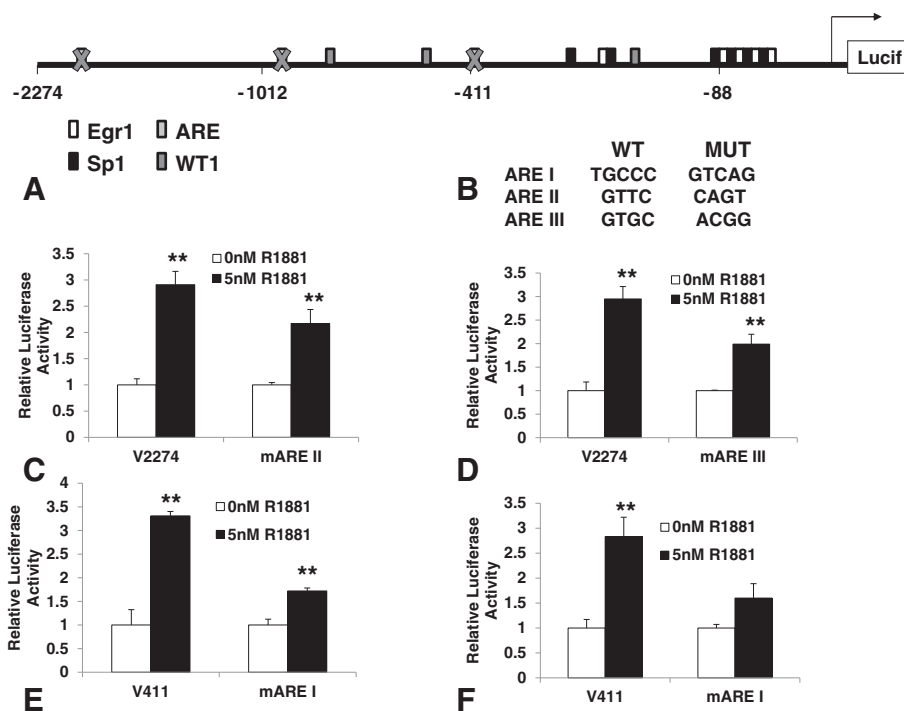 Lucif
-2274 -1012 -411 -88
Egr1 ARE
Sp1 WT1
A
WT MUT
ARE I TGCCC GTCAG
ARE II GTTC CAGT
ARE III GTGC ACGG
B
Relative Luciferase
Activity
3.5
3
2.5
2
1.5
1
0.5
0
**
**
0nM R1881
5nM R1881
V2274 mARE II
C
Relative Luciferase
Activity
3.5
3
2.5
2
1.5
1
0.5
0
**
**
0nM R1881
5nM R1881
V2274 mARE III
D
Relative Luciferase
Activity
4
3.5
3
2.5
2
1.5
1
0.5
0
**
**
0nM R1881
5nM R1881
V411 mARE I
E
Relative Luciferase
Activity
3.5
3
2.5
2
1.5
1
0.5
0
**
0nM R1881
5nM R1881
V411 mARE I
F